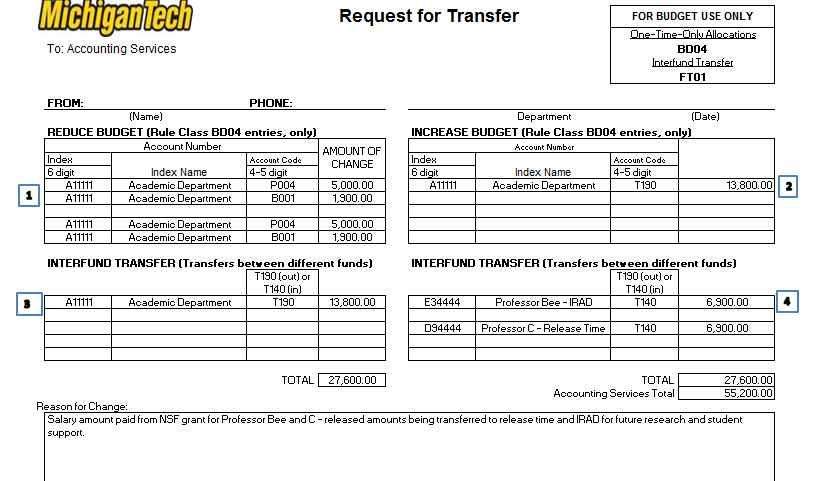 MichiganTech
Request for Transfer
FOR BUDGET USE ONLY
One-Time-Only Allocations
BD04
Interfund Transfer
FT01
To: Accounting Services
FROM: PHONE:
(Name) Department (Date)
REDUCE BUDGET (Rule Class BD04 entries, only)
Account Number AMOUNT OF CHANGE
Index Account Code
6 digit Index Name 4-5 digit
1 A11111 Academic Department P004 5,000.00
A11111 Academic Department B001 1,900.00
A11111 Academic Department P004 5,000.00
A11111 Academic Department B001 1,900.00
INCREASE BUDGET (Rule Class BD04 entries, only)
Account Number
Index Account Code
6 digit Index Name 4-5 digit
A11111 Academic Department T190 13,800.00 2
INTERFUND TRANSFER (Transfers between different funds)
T190 (out) or
T140 (in)
3 A11111 Academic Department T190 13,800.00
TOTAL 27,600.00
INTERFUND TRANSFER (Transfers between different funds)
T190 (out) or
T140 (in)
E34444 Professor Bee - IRAD T140 6,900.00 4
D94444 Professor C - Release Time T140 6,900.00
TOTAL 27,600.00
Accounting Services Total 55,200.00
Reason for Change:
Salary amount paid from NSF grant for Professor Bee and C - released amounts being transferred to release time and IRAD for future research and student
support.